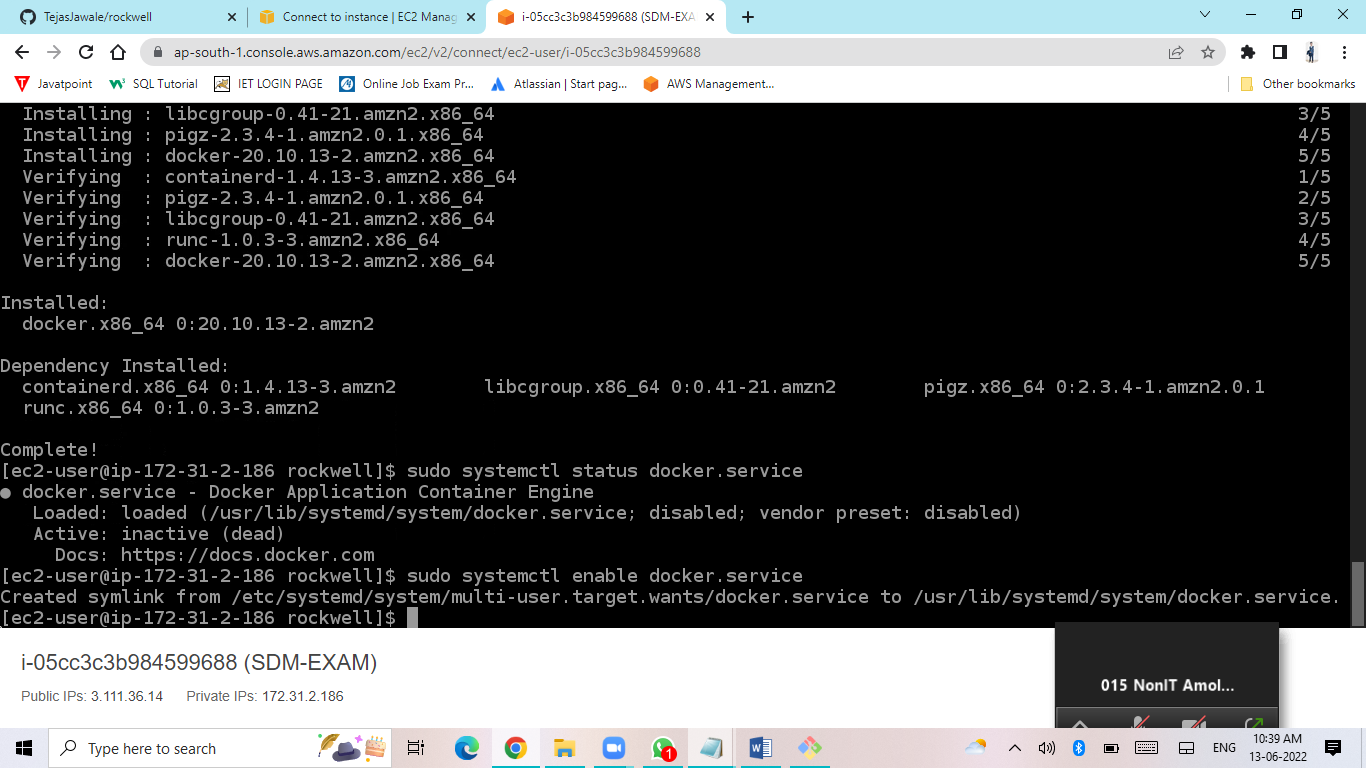 TejasJawale/rockwell
Connect to instance | EC2 Manag
i-05cc3c3b984599688 (SDM-EXA
ap-south-1.console.aws.amazon.com/ec2/v2/connect/ec2-user/i-05cc3c3b984599688
Javatpoint SQL Tutorial IET LOGIN PAGE Online Job Exam Pr... Atlassian | Start pag... AWS Management... Other bookmarks
Installing : libcgroup-0.41-21.amzn2.x86_64 3/5
Installing : pigz-2.3.4-1.amzn2.0.1.x86_64 4/5
Installing : docker-20.10.13-2.amzn2.x86_64 5/5
Verifying : containerd-1.4.13-3.amzn2.x86_64 1/5
Verifying : pigz-2.3.4-1.amzn2.0.1.x86_64 2/5
Verifying : libcgroup-0.41-21.amzn2.x86_64 3/5
Verifying : runc-1.0.3-3.amzn2.x86_64 4/5
Verifying : docker-20.10.13-2.amzn2.x86_64 5/5
Installed:
docker.x86_64 0:20.10.13-2.amzn2
Dependency Installed:
containerd.x86_64 0:1.4.13-3.amzn2 libcgroup.x86_64 0:0.41-21.amzn2 pigz.x86_64 0:2.3.4-1.amzn2.0.1
runc.x86_64 0:1.0.3-3.amzn2
Complete!
[ec2-user@ip-172-31-2-186 rockwell]$ sudo systemctl status docker.service
● docker.service - Docker Application Container Engine
Loaded: loaded (/usr/lib/systemd/system/docker.service; disabled; vendor preset: disabled)
Active: inactive (dead)
Docs: https://docs.docker.com
[ec2-user@ip-172-31-2-186 rockwell]$ sudo systemctl enable docker.service
Created symlink from /etc/systemd/system/multi-user.target.wants/docker.service to /usr/lib/systemd/system/docker.service.
[ec2-user@ip-172-31-2-186 rockwell]$
i-05cc3c3b984599688 (SDM-EXAM)
Public IPs: 3.111.36.14 Private IPs: 172.31.2.186
015 NonIT Amol...
Type here to search
1
ENG
10:39 AM
13-06-2022